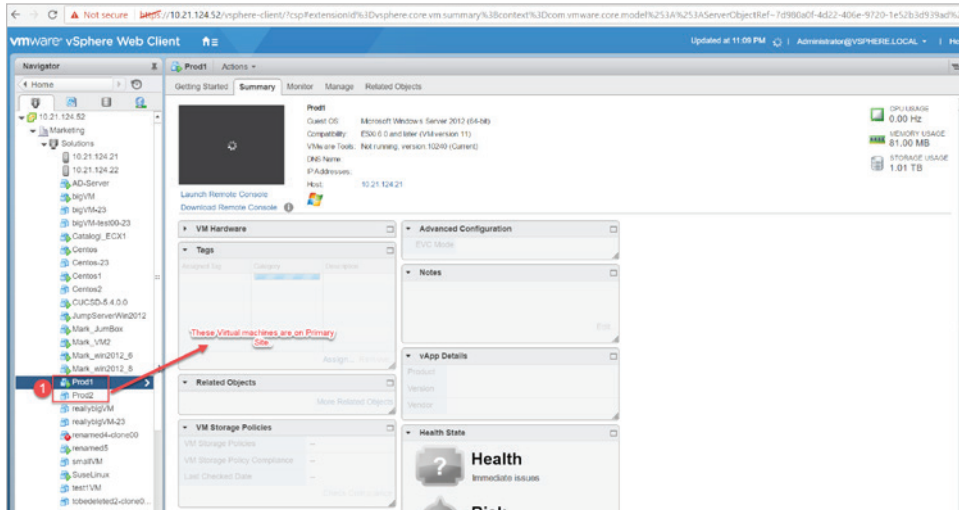 Not secure | https://10.21.124.52/vsphere-client/?csp#extensionId%3Dvsphere.core.vm.summary%3Bcontext%3Dcom.vmware.core.model%253A%253AServerObjectRef~7d980a0f-4d22-406e-9720-1e52b3d939ad%
vmware vSphere Web Client
Updated at 11:09 PM | Administrator@VSPHERE.LOCAL
Navigator
Home
10.21.124.52
Marketing
Solutions
10.21.124.21
10.21.124.22
AD-Server
bigVM
bigVM-23
bigVM-test00-23
Catalogi_ECX1
Centos
Centos-23
Centos1
Centos2
CUCSD-5.4.0.0
JumpServerWin2012
Mark_JumBox
Mark_VM2
Mark_win2012_6
Mark_win2012_8
1
Prod1
Prod2
reallybigVM
reallybigVM-23
renamed4-clone00
renamed5
smallVM
SuseLinux
test1VM
tobedeleted2-clone0...
Prod1 Actions
Getting Started Summary Monitor Manage Related Objects
Prod1
Guest OS: Microsoft Windows Server 2012 (64-bit)
Compatibility: ESXi 6.0 and later (VM version 11)
VMware Tools: Not running, version:10240 (Current)
DNS Name:
IP Addresses:
Host: 10.21.124.21
Launch Remote Console
Download Remote Console
CPU USAGE
0.00 Hz
MEMORY USAGE
81.00 MB
STORAGE USAGE
1.01 TB
VM Hardware
Tags
Assigned Tag Category Description
These Virtual machines are on Primary
Site
Assign... Remove
Related Objects
More Related Objects
VM Storage Policies
VM Storage Policies --
VM Storage Policy Compliance --
Last Checked Date --
Check Compliance
Advanced Configuration
EVC Mode
Notes
Edit
vApp Details
Product
Version
Vendor
Health State
Health
Immediate issues